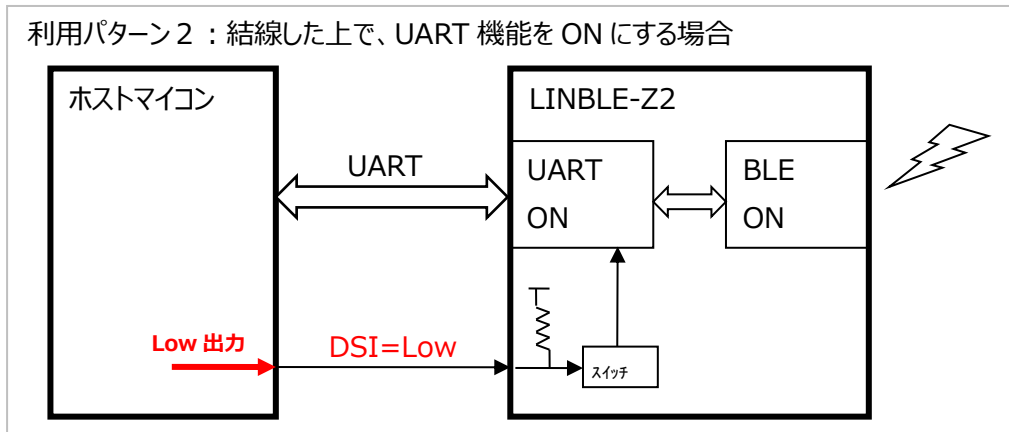 利用パターン２：結線した上で、UART 機能を ON にする場合
ホストマイコン
LINBLE-Z2
UART
UART
ON
BLE
ON
Low 出力
DSI=Low
スイッチ